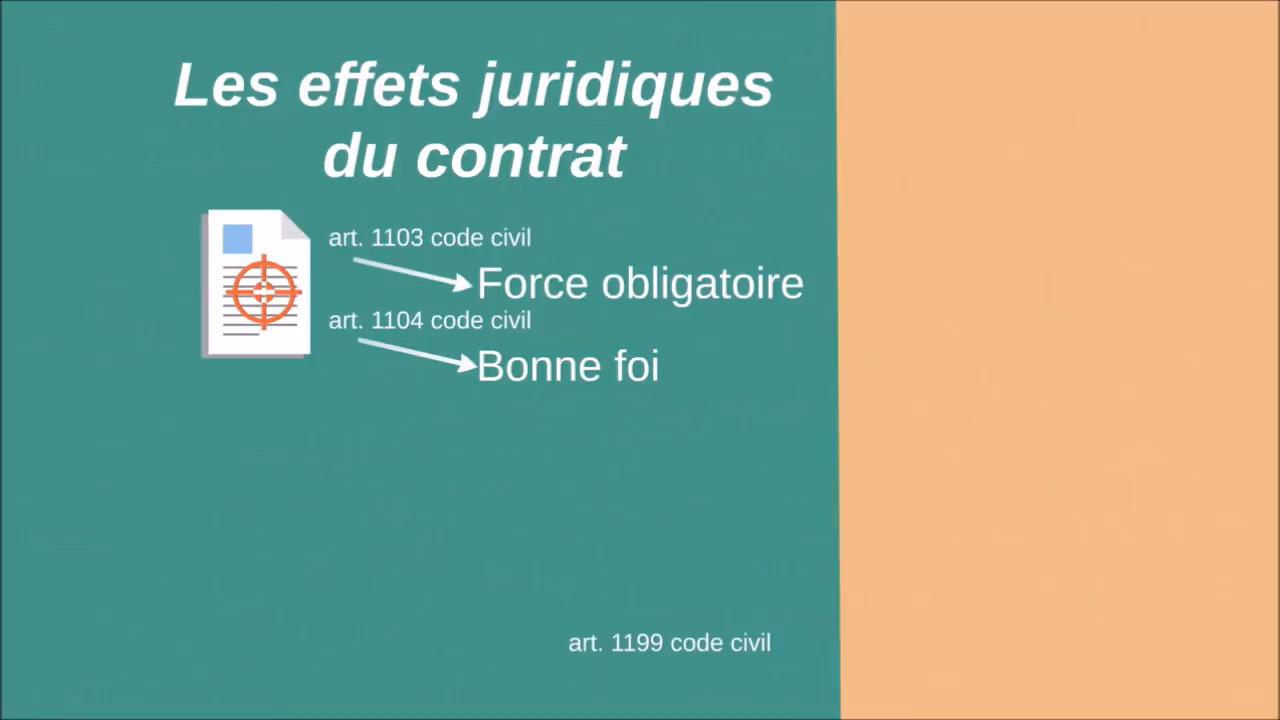 Les effets juridiques
du contrat
art. 1103 code civil
Force obligatoire
art. 1104 code civil
Bonne foi
art. 1199 code civil